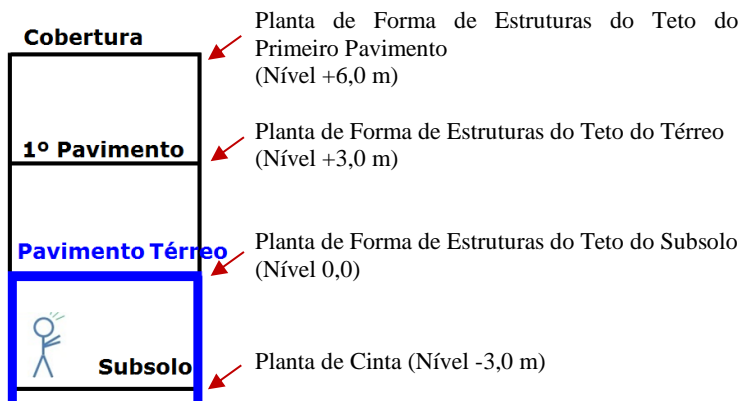 Cobertura
Planta de Forma de Estruturas do Teto do
Primeiro Pavimento
(Nível +6,0 m)
1º Pavimento
Planta de Forma de Estruturas do Teto do Térreo
(Nível +3,0 m)
Pavimento Térreo
Planta de Forma de Estruturas do Teto do Subsolo
(Nível 0,0)
Subsolo
Planta de Cinta (Nível -3,0 m)